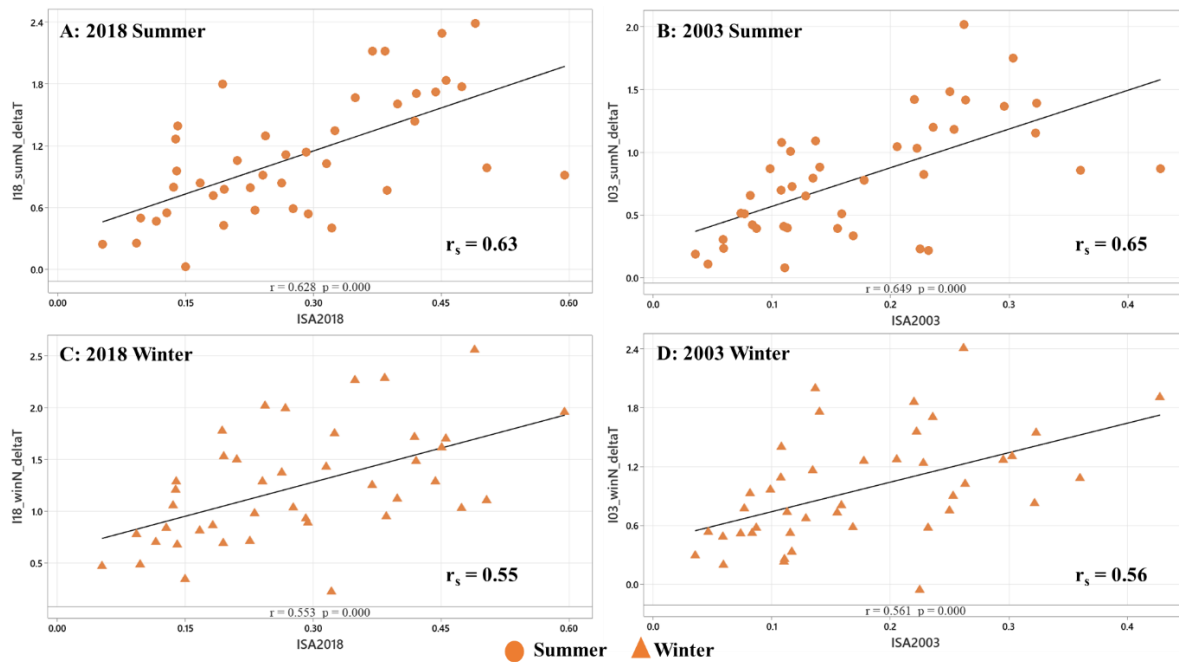 A: 2018 Summer
I18_sumN_deltaT
2.4
1.8
1.2
0.6
0.0
r_s = 0.63
r = 0.628 p = 0.000
0.00 0.15 0.30 0.45 0.60
ISA2018
B: 2003 Summer
I03_sumN_deltaT
2.0
1.5
1.0
0.5
0.0
r_s = 0.65
r = 0.649 p = 0.000
0.0 0.1 0.2 0.3 0.4
ISA2003
C: 2018 Winter
I18_winN_deltaT
2.5
2.0
1.5
1.0
0.5
r_s = 0.55
r = 0.553 p = 0.000
0.00 0.15 0.30 0.45 0.60
ISA2018
D: 2003 Winter
I03_winN_deltaT
2.4
1.8
1.2
0.6
0.0
r_s = 0.56
r = 0.561 p = 0.000
0.0 0.1 0.2 0.3 0.4
ISA2003
Summer Winter